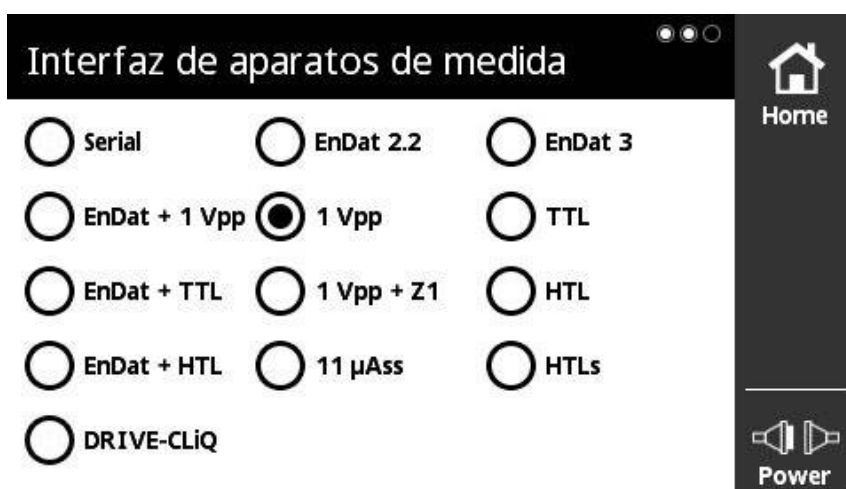 Interfaz de aparatos de medida
Home
Serial
EnDat 2.2
EnDat 3
EnDat + 1 Vpp
1 Vpp
TTL
EnDat + TTL
1 Vpp + Z1
HTL
EnDat + HTL
11 µAss
HTLs
DRIVE-CLiQ
Power